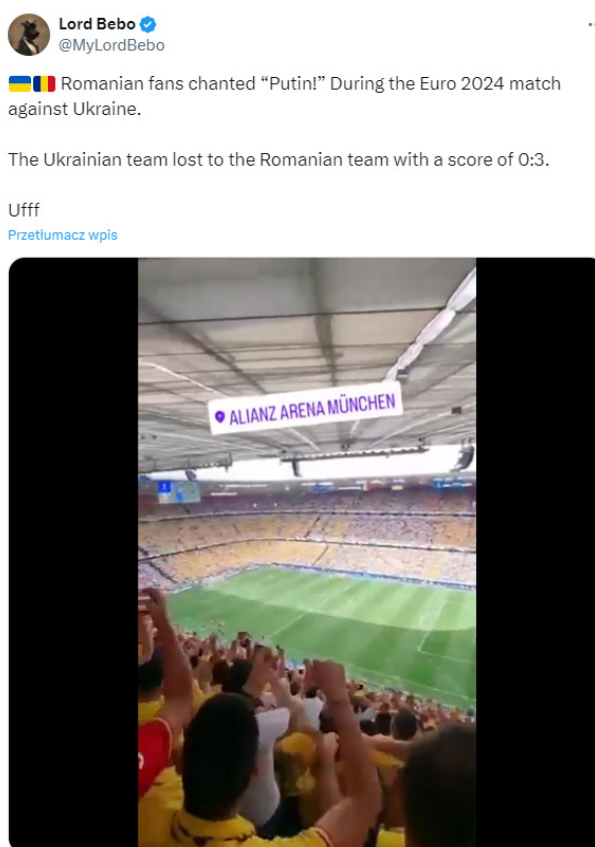 Lord Bebo
@MyLordBebo
🇺🇦🇷🇴 Romanian fans chanted “Putin!” During the Euro 2024 match
against Ukraine.
The Ukrainian team lost to the Romanian team with a score of 0:3.
Ufff
Przetłumacz wpis
ALIANZ ARENA MÜNCHEN